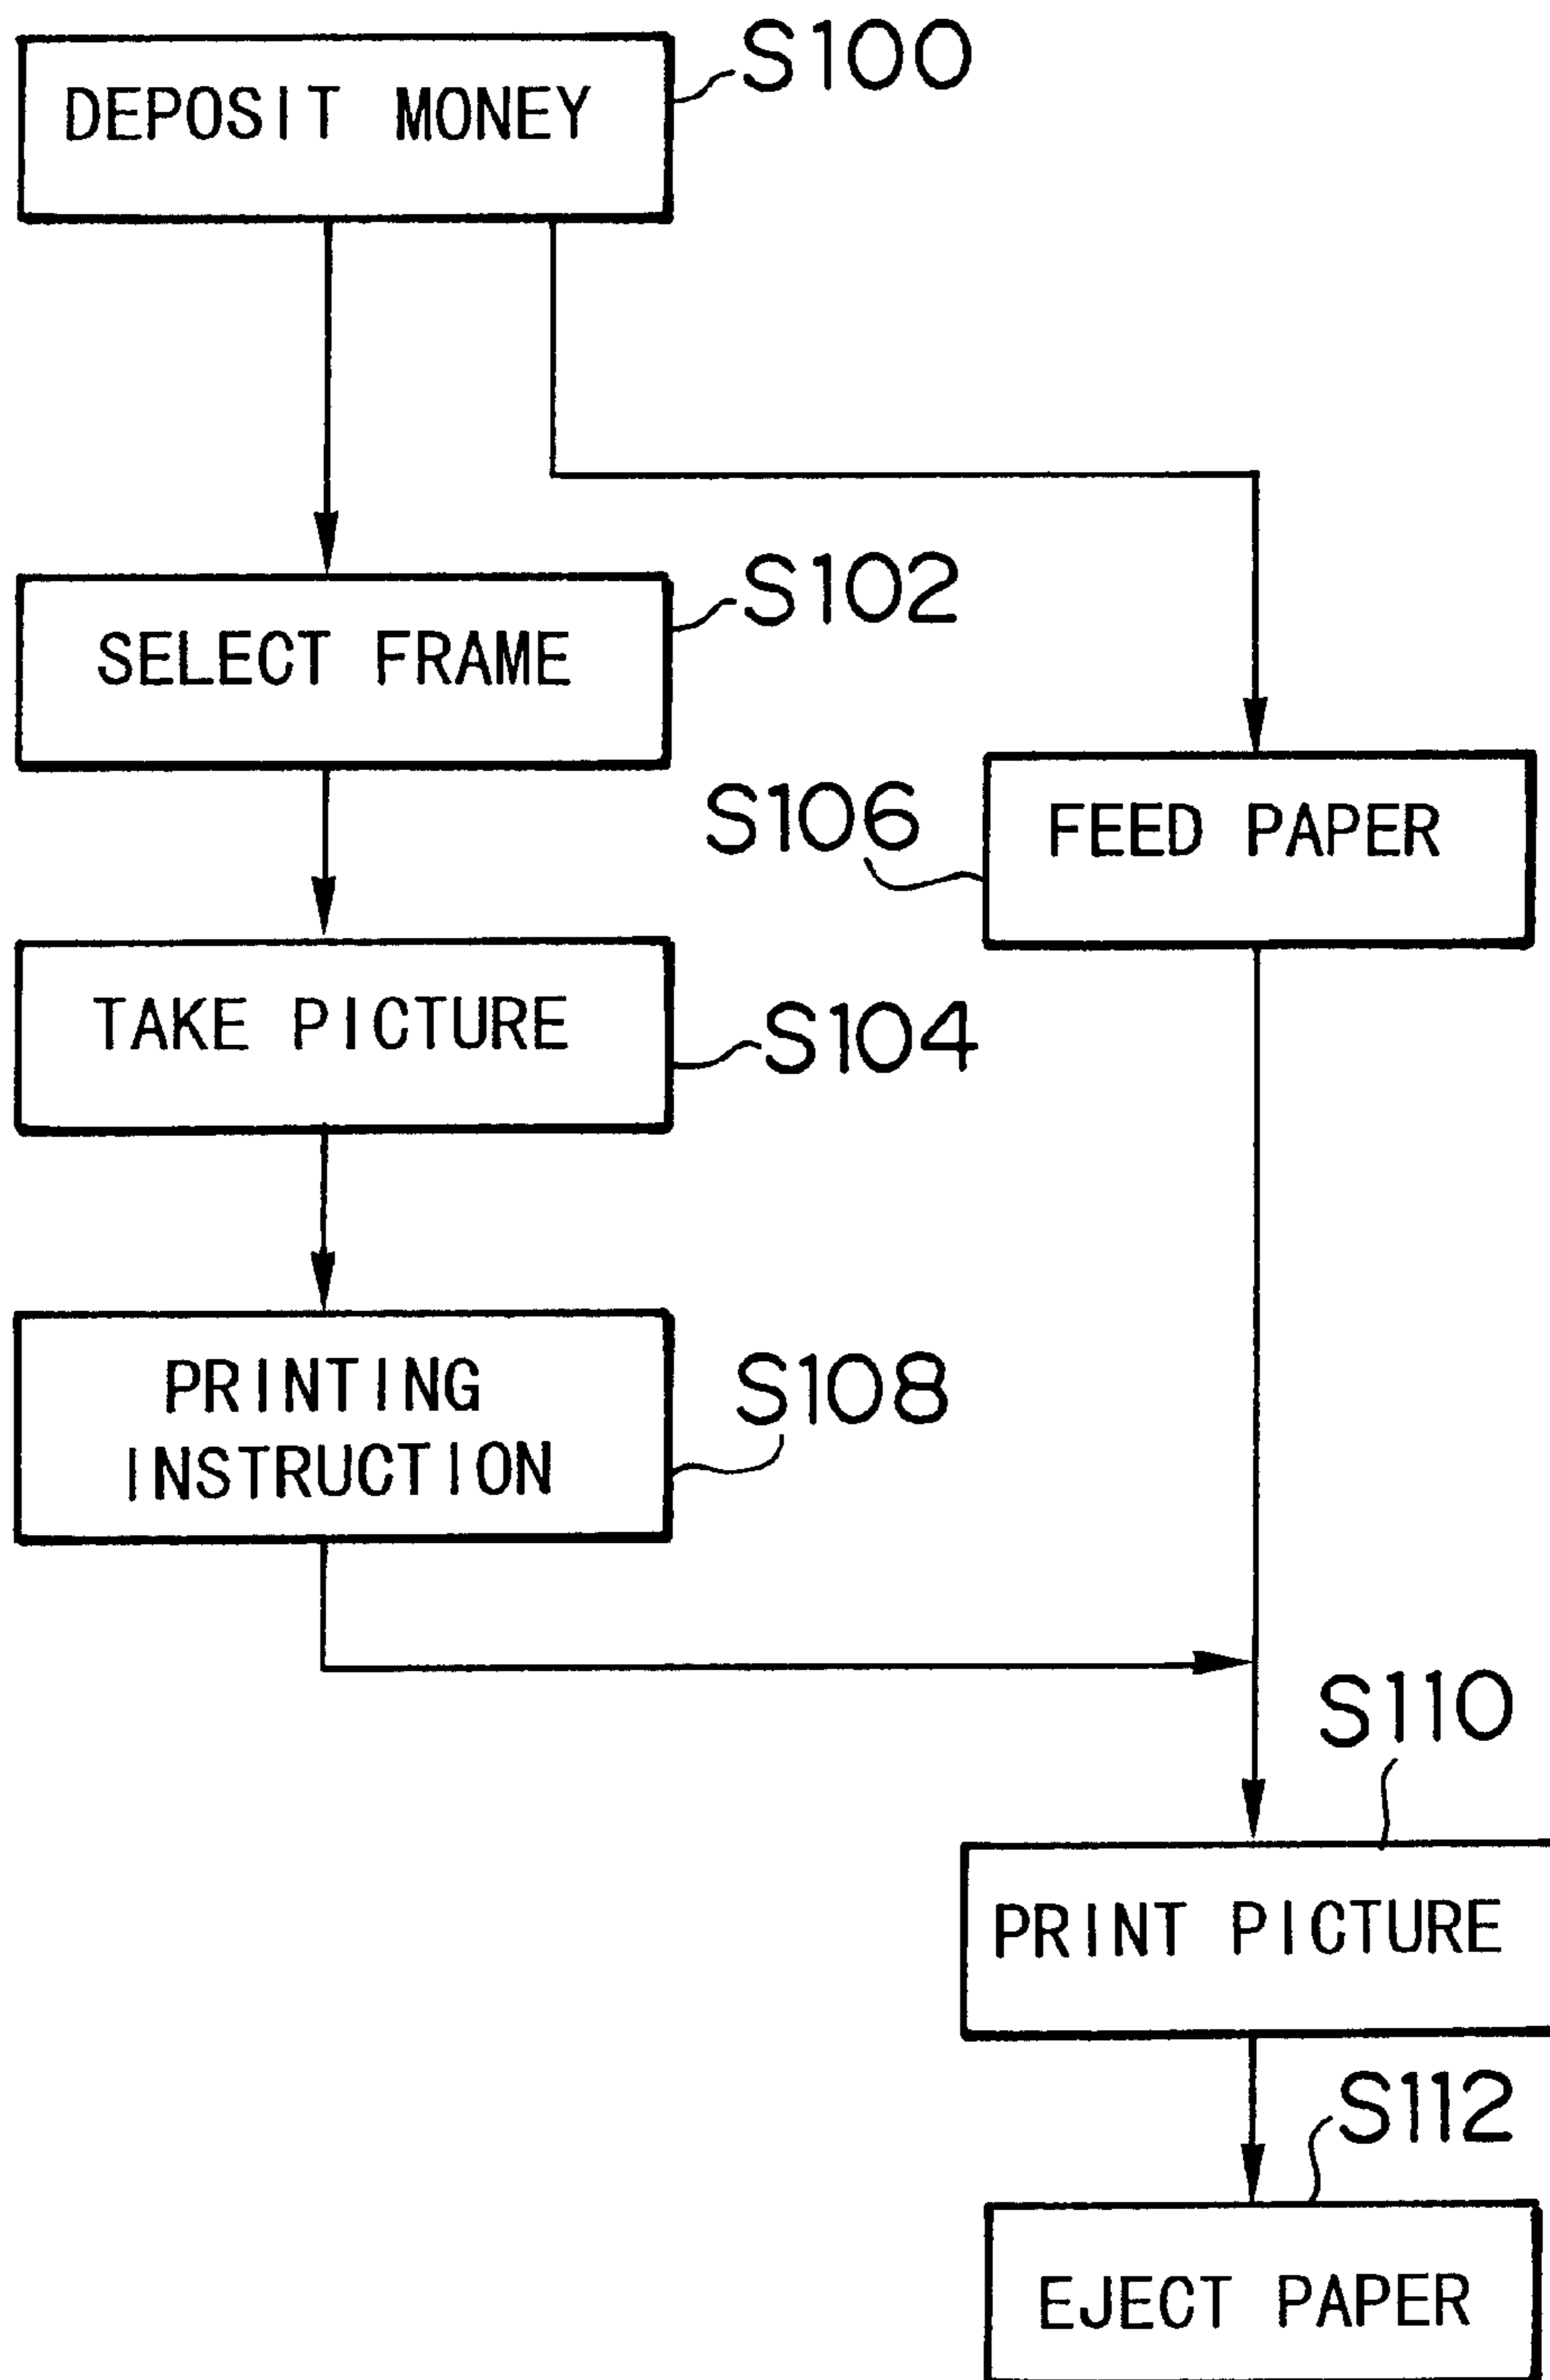 DEPOSIT MONEY
S100
SELECT FRAME
S102
S106
FEED PAPER
TAKE PICTURE
S104
PRINTING
INSTRUCTION
S108
S110
PRINT PICTURE
S112
EJECT PAPER